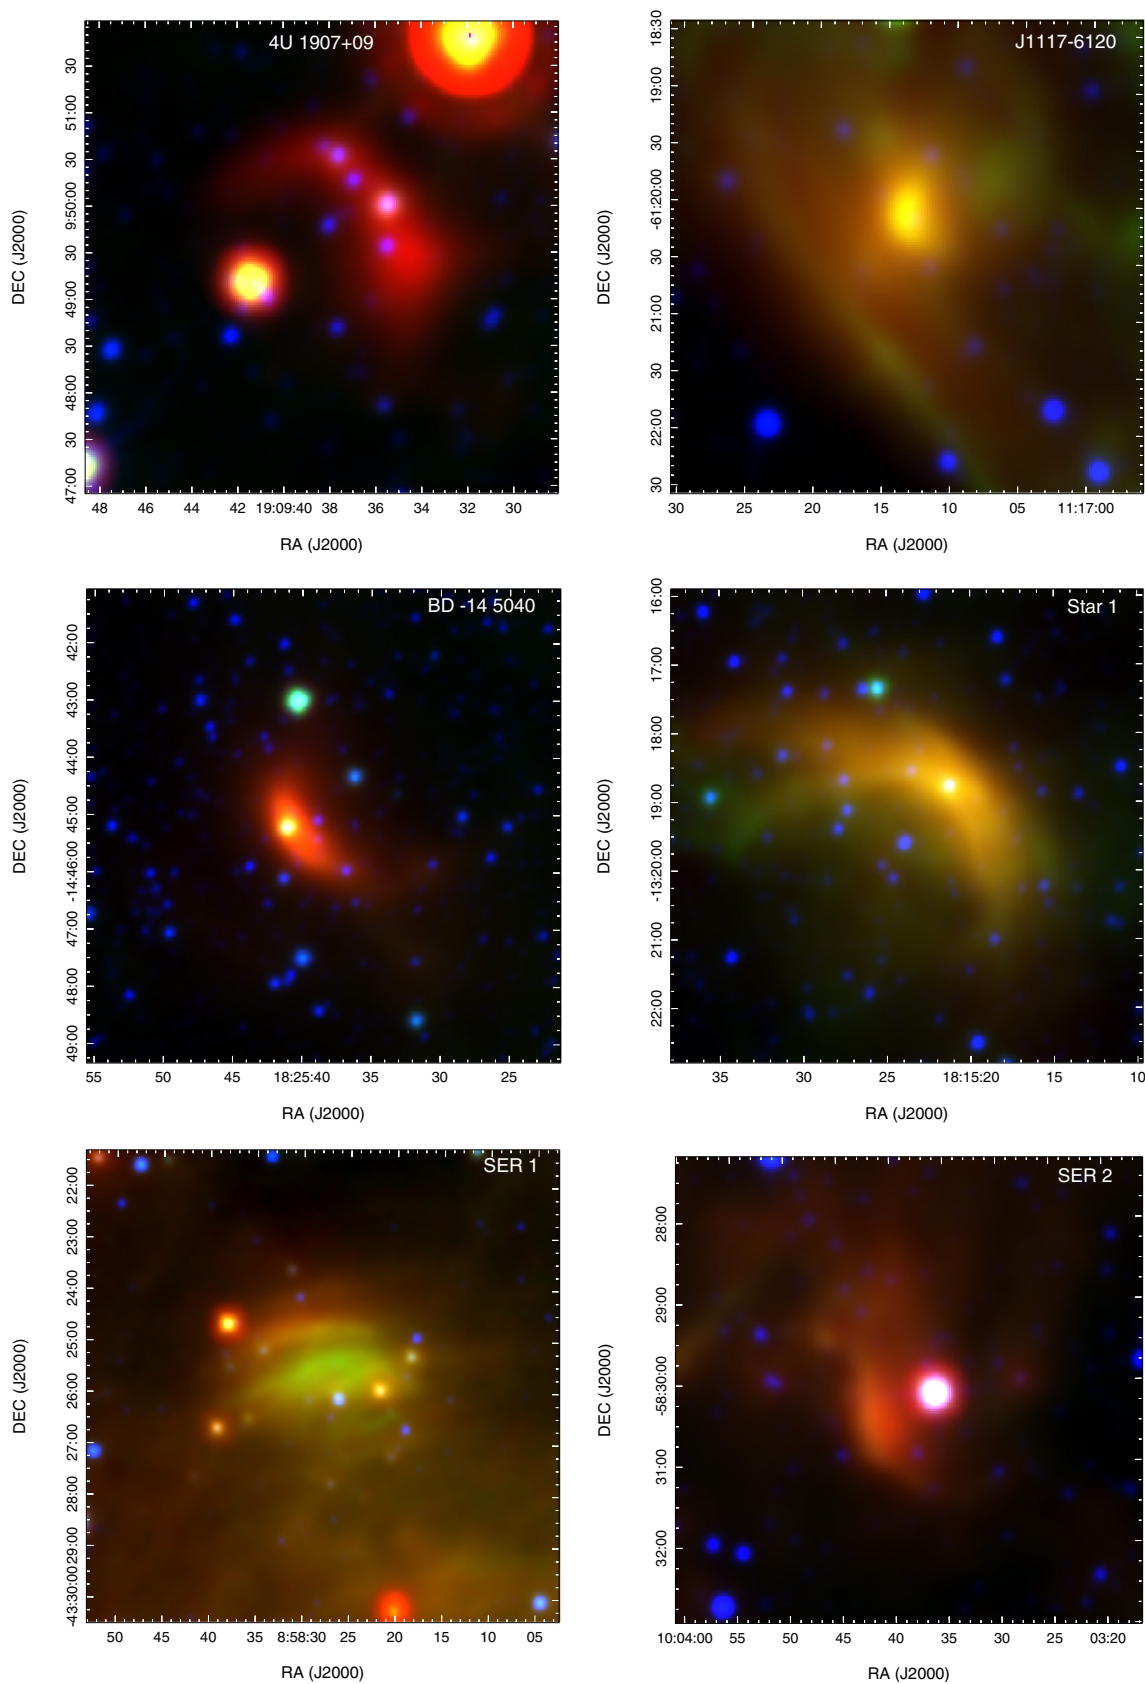 4U 1907+09
DEC (J2000)
30
51:00
30
9:50:00
30
49:00
30
48:00
30
47:00
48 46 44 42 19:09:40 38 36 34 32 30
RA (J2000)
J1117-6120
DEC (J2000)
18:30
19:00
30
-61:20:00
30
21:00
30
22:00
30
30 25 20 15 10 05 11:17:00
RA (J2000)
BD -14 5040
DEC (J2000)
42:00
43:00
44:00
45:00
-14:46:00
47:00
48:00
49:00
55 50 45 18:25:40 35 30 25
RA (J2000)
Star 1
DEC (J2000)
16:00
17:00
18:00
19:00
-13:20:00
21:00
22:00
35 30 25 18:15:20 15 10
RA (J2000)
SER 1
DEC (J2000)
22:00
23:00
24:00
25:00
26:00
27:00
28:00
29:00
-43:30:00
50 45 40 35 8:58:30 25 20 15 10 05
RA (J2000)
SER 2
DEC (J2000)
28:00
29:00
-58:30:00
31:00
32:00
10:04:00 55 50 45 40 35 30 25 03:20
RA (J2000)